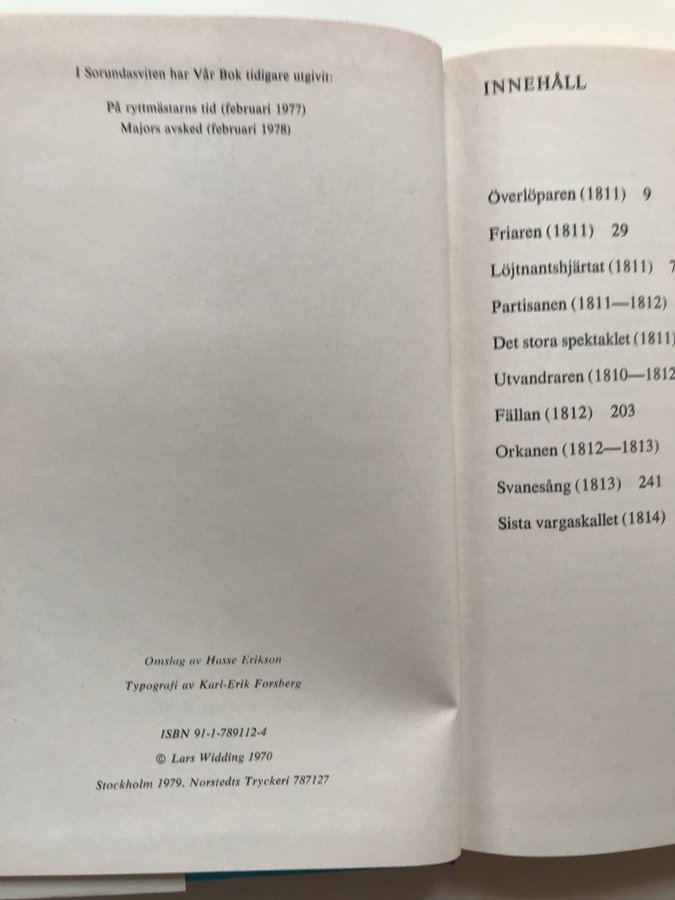 I Sorundasviten har Vår Bok tidigare utgivit:
På ryttmästarns tid (februari 1977)
Majors avsked (februari 1978)
Omslag av Hasse Erikson
Typografi av Karl-Erik Forsberg
ISBN 91-1-789112-4
© Lars Widding 1970
Stockholm 1979. Norstedts Tryckeri 787127
INNEHÅLL
Överlöparen (1811) 9
Friaren (1811) 29
Löjtnantshjärtat (1811)
Partisanen (1811—1812)
Det stora spektaklet (1811)
Utvandraren (1810—1812
Fällan (1812) 203
Orkanen (1812—1813)
Svanesång (1813) 241
Sista vargaskallet (1814)